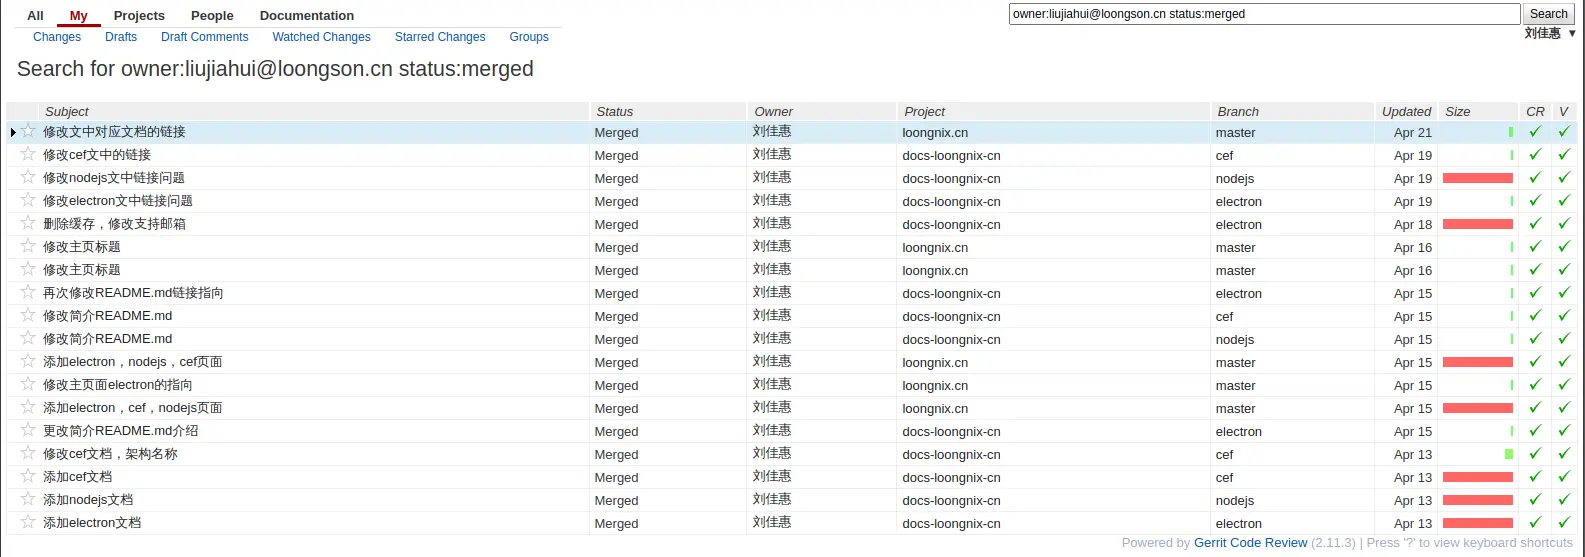 All My Projects People Documentation
owner:liujiahui@loongson.cn status:merged Search
Changes Drafts Draft Comments Watched Changes Starred Changes Groups
刘佳惠 ▼
Search for owner:liujiahui@loongson.cn status:merged
Subject Status Owner Project Branch Updated Size CR V
修改文中对应文档的链接 Merged 刘佳惠 loongnix.cn master Apr 21
修改cef文中的链接 Merged 刘佳惠 docs-loongnix-cn cef Apr 19
修改nodejs文中链接问题 Merged 刘佳惠 docs-loongnix-cn nodejs Apr 19
修改electron文中链接问题 Merged 刘佳惠 docs-loongnix-cn electron Apr 19
删除缓存，修改支持邮箱 Merged 刘佳惠 docs-loongnix-cn electron Apr 18
修改主页标题 Merged 刘佳惠 loongnix.cn master Apr 16
修改主页标题 Merged 刘佳惠 loongnix.cn master Apr 16
再次修改README.md链接指向 Merged 刘佳惠 docs-loongnix-cn electron Apr 15
修改简介README.md Merged 刘佳惠 docs-loongnix-cn cef Apr 15
修改简介README.md Merged 刘佳惠 docs-loongnix-cn nodejs Apr 15
添加electron，nodejs，cef页面 Merged 刘佳惠 loongnix.cn master Apr 15
修改主页面electron的指向 Merged 刘佳惠 loongnix.cn master Apr 15
添加electron，cef，nodejs页面 Merged 刘佳惠 loongnix.cn master Apr 15
更改简介README.md介绍 Merged 刘佳惠 docs-loongnix-cn electron Apr 15
修改cef文档，架构名称 Merged 刘佳惠 docs-loongnix-cn cef Apr 13
添加cef文档 Merged 刘佳惠 docs-loongnix-cn cef Apr 13
添加nodejs文档 Merged 刘佳惠 docs-loongnix-cn nodejs Apr 13
添加electron文档 Merged 刘佳惠 docs-loongnix-cn electron Apr 13
Powered by Gerrit Code Review (2.11.3) | Press '?' to view keyboard shortcuts